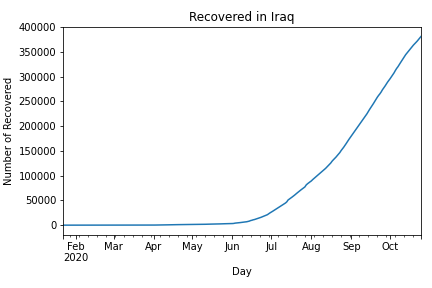 Recovered in Iraq
400000
350000
300000
250000
200000
150000
100000
50000
0
Number of Recovered
Feb Mar Apr May Jun Jul Aug Sep Oct
2020
Day